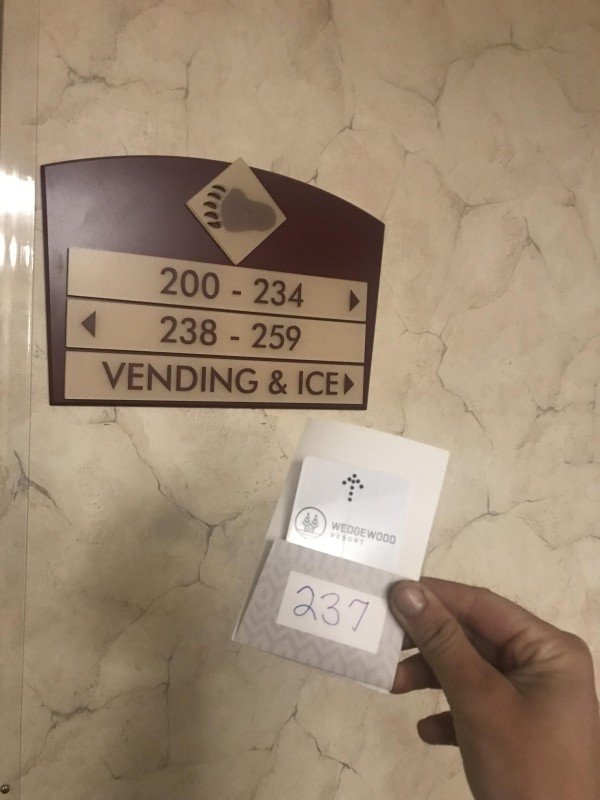 200 - 234
238 - 259
VENDING & ICE
WEDGEWOOD
RESORT
237